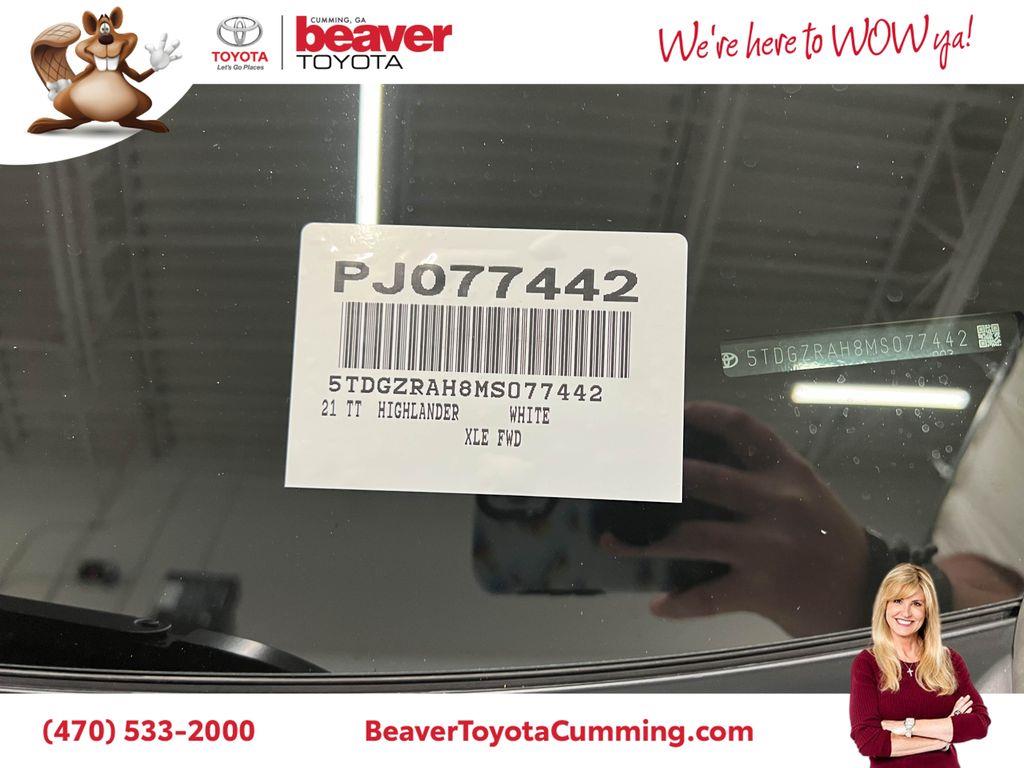 CUMMING, GA
TOYOTA
Let's Go Places
beaver
TOYOTA
We're here to WOW ya!
PJ077442
5TDGZRAH8MS077442
21 TT HIGHLANDER WHITE
XLE FWD
5TDGZRAH8MS077442
(470) 533-2000
BeaverToyotaCumming.com